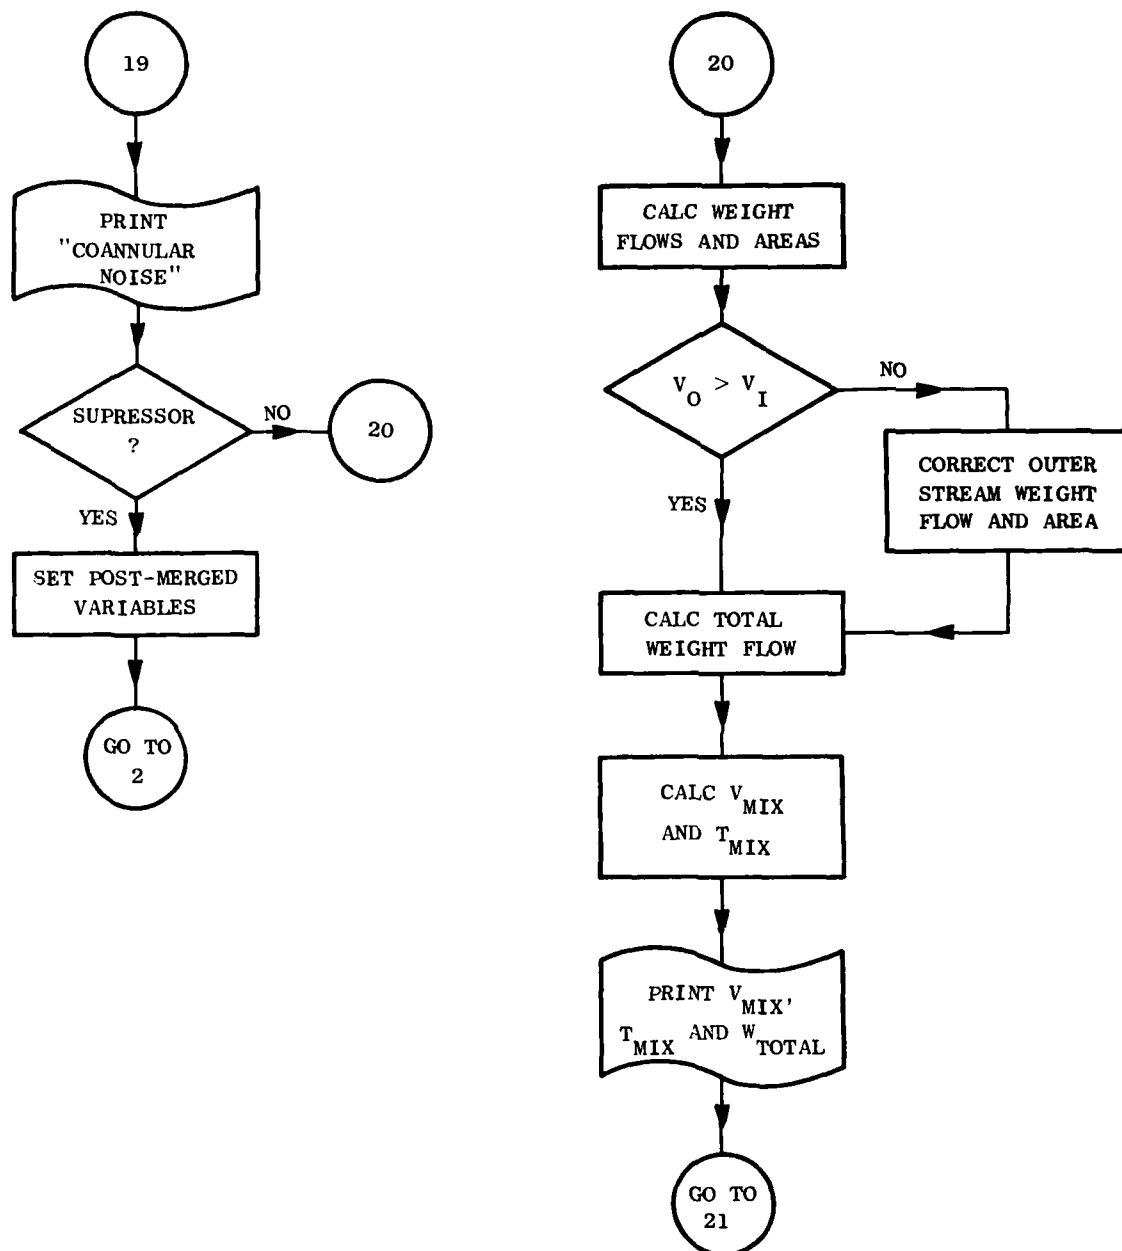 19
PRINT
"COANNULAR
NOISE"
SUPRESSOR
?
NO
20
YES
SET POST-MERGED
VARIABLES
GO TO
2
20
CALC WEIGHT
FLOWS AND AREAS
V_O > V_I
NO
CORRECT OUTER
STREAM WEIGHT
FLOW AND AREA
YES
CALC TOTAL
WEIGHT FLOW
CALC V_MIX
AND T_MIX
PRINT V_MIX,
T_MIX AND W_TOTAL
GO TO
21